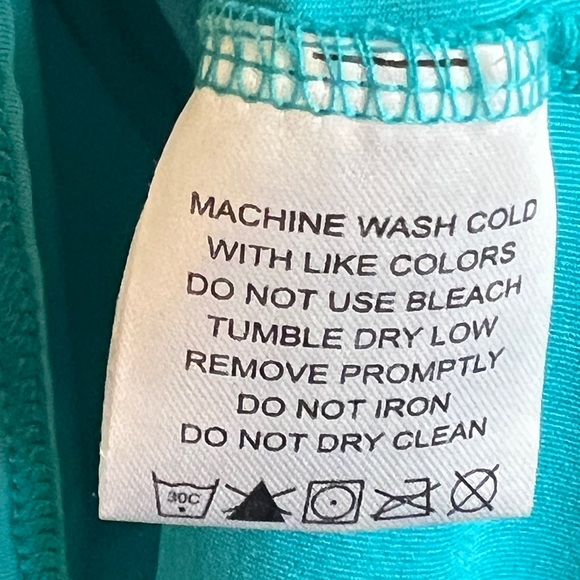 MACHINE WASH COLD
WITH LIKE COLORS
DO NOT USE BLEACH
TUMBLE DRY LOW
REMOVE PROMPTLY
DO NOT IRON
DO NOT DRY CLEAN
30C